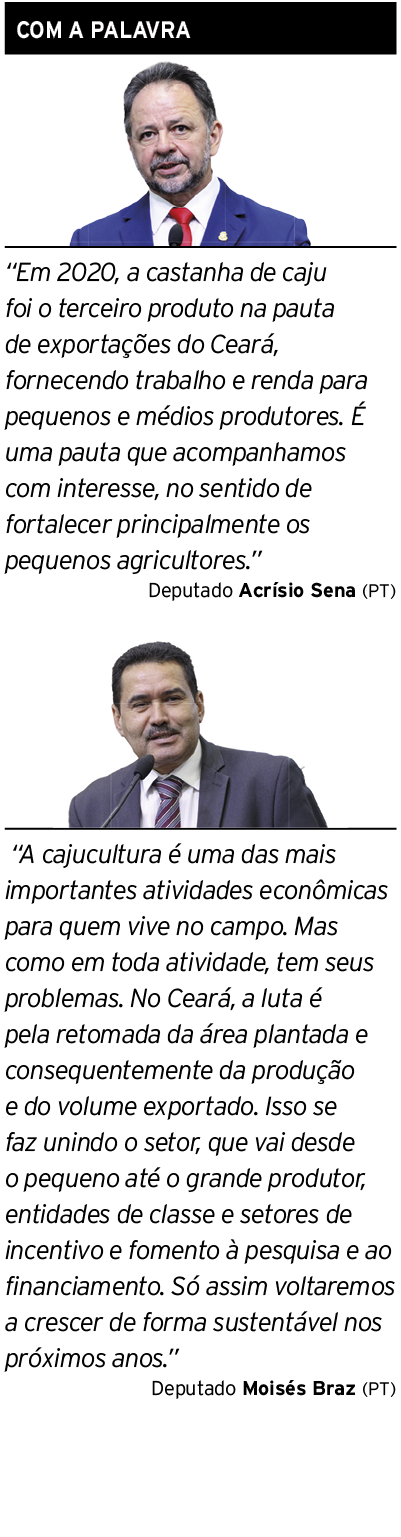 COM A PALAVRA
“Em 2020, a castanha de caju
foi o terceiro produto na pauta
de exportações do Ceará,
fornecendo trabalho e renda para
pequenos e médios produtores. É
uma pauta que acompanhamos
com interesse, no sentido de
fortalecer principalmente os
pequenos agricultores.”
Deputado Acrísio Sena (PT)
“A cajucultura é uma das mais
importantes atividades econômicas
para quem vive no campo. Mas
como em toda atividade, tem seus
problemas. No Ceará, a luta é
pela retomada da área plantada e
consequentemente da produção
e do volume exportado. Isso se
faz unindo o setor, que vai desde
o pequeno até o grande produtor,
entidades de classe e setores de
incentivo e fomento à pesquisa e ao
financiamento. Só assim voltaremos
a crescer de forma sustentável nos
próximos anos.”
Deputado Moisés Braz (PT)